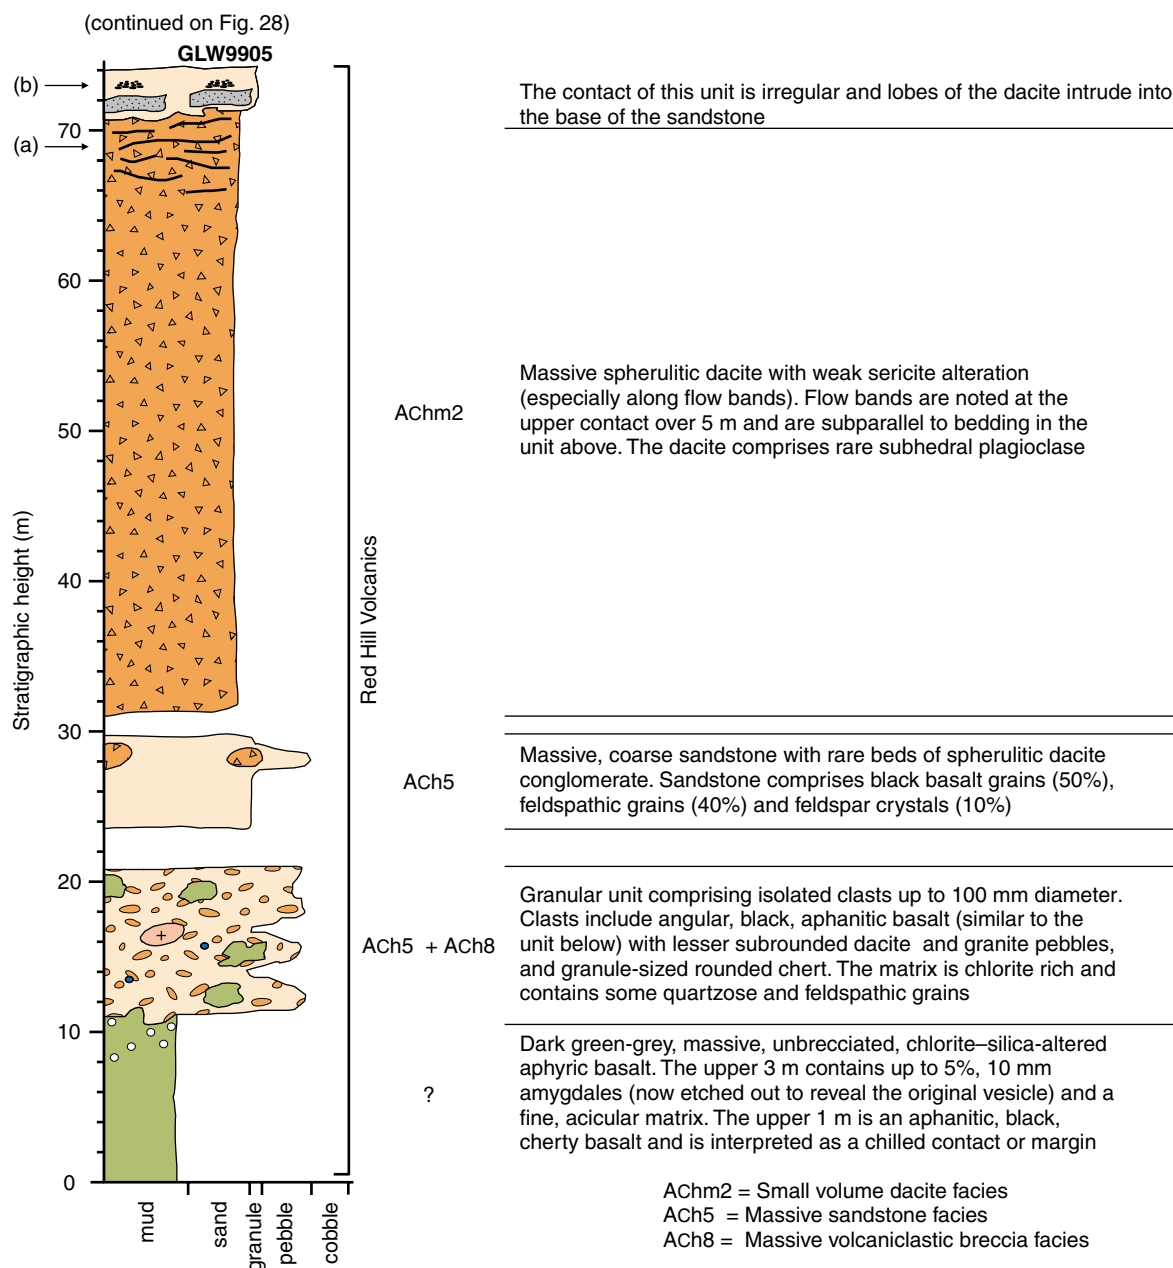 (continued on Fig. 28)
GLW9905
(b)
(a)
70
60
50
40
30
20
10
0
Stratigraphic height (m)
mud
sand
granule
pebble
cobble
Red Hill Volcanics
The contact of this unit is irregular and lobes of the dacite intrude into
the base of the sandstone
AChm2
Massive spherulitic dacite with weak sericite alteration
(especially along flow bands). Flow bands are noted at the
upper contact over 5 m and are subparallel to bedding in the
unit above. The dacite comprises rare subhedral plagioclase
ACh5
Massive, coarse sandstone with rare beds of spherulitic dacite
conglomerate. Sandstone comprises black basalt grains (50%),
feldspathic grains (40%) and feldspar crystals (10%)
ACh5 + ACh8
Granular unit comprising isolated clasts up to 100 mm diameter.
Clasts include angular, black, aphanitic basalt (similar to the
unit below) with lesser subrounded dacite and granite pebbles,
and granule-sized rounded chert. The matrix is chlorite rich and
contains some quartzose and feldspathic grains
?
Dark green-grey, massive, unbrecciated, chlorite–silica-altered
aphyric basalt. The upper 3 m contains up to 5%, 10 mm
amygdales (now etched out to reveal the original vesicle) and a
fine, acicular matrix. The upper 1 m is an aphanitic, black,
cherty basalt and is interpreted as a chilled contact or margin
AChm2 = Small volume dacite facies
ACh5 = Massive sandstone facies
ACh8 = Massive volcaniclastic breccia facies